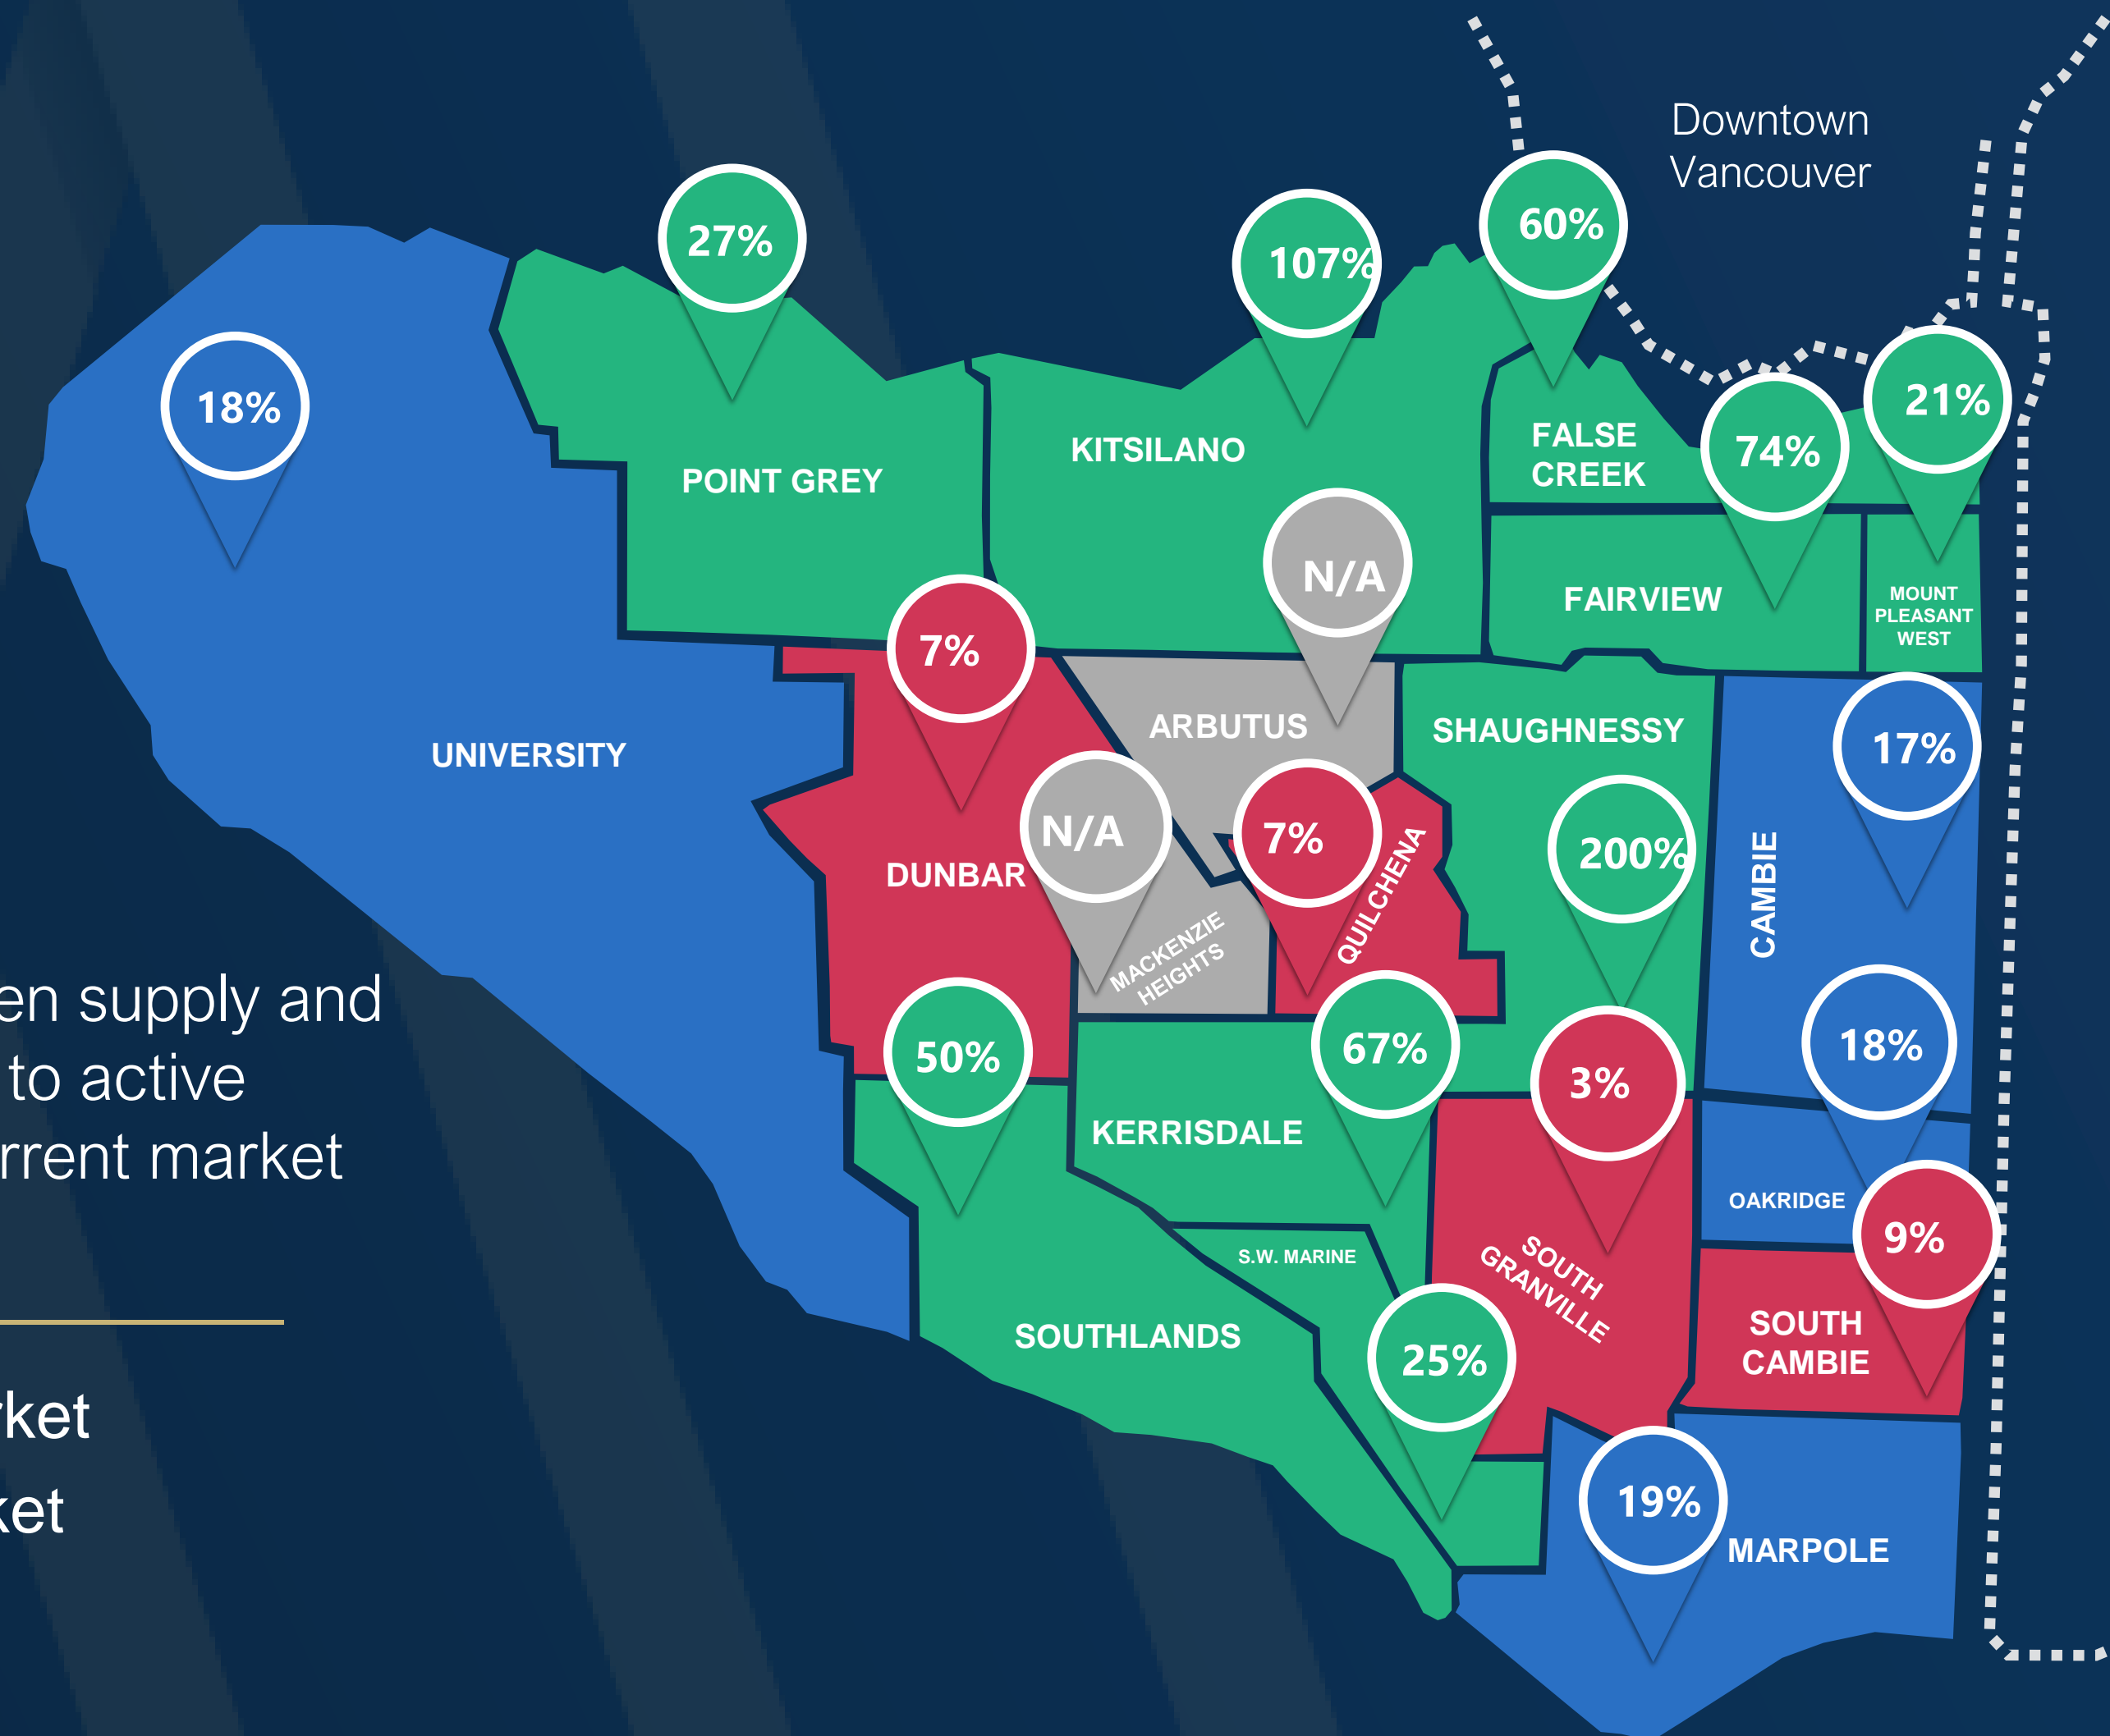 Downtown
Vancouver
27%
107%
60%
18%
21%
74%
KITSILANO
FALSE
CREEK
POINT GREY
N/A
FAIRVIEW
MOUNT
PLEASANT
WEST
7%
ARBUTUS
SHAUGHNESSY
17%
UNIVERSITY
N/A
7%
200%
DUNBAR
QUILCHENA
CAMBIE
MACKENZIE
HEIGHTS
en supply and
50%
67%
3%
18%
to active
KERRISDALE
rrent market
OAKRIDGE
9%
S.W. MARINE
SOUTH
GRANVILLE
SOUTHLANDS
25%
SOUTH
CAMBIE
rket
ket
19%
MARPOLE